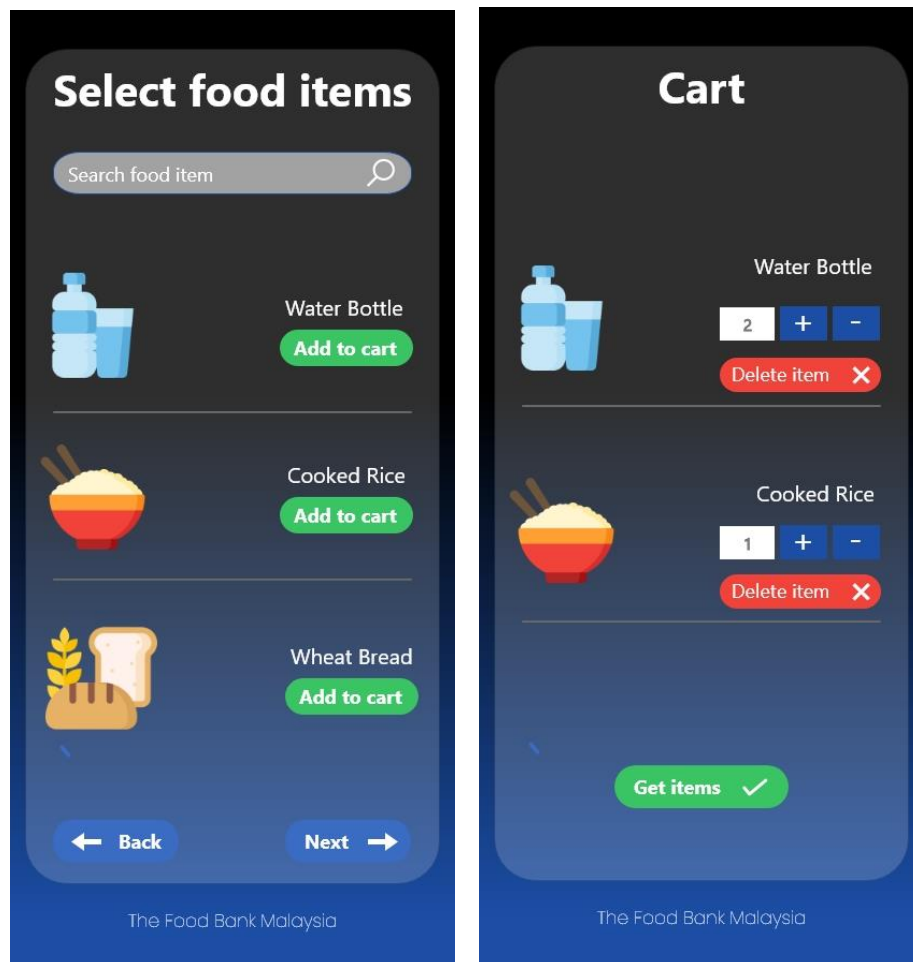 Select food items
Search food item
Water Bottle
Add to cart
Cooked Rice
Add to cart
Wheat Bread
Add to cart
Back
Next
The Food Bank Malaysia
Cart
Water Bottle
2 + -
Delete item
Cooked Rice
1 + -
Delete item
Get items
The Food Bank Malaysia